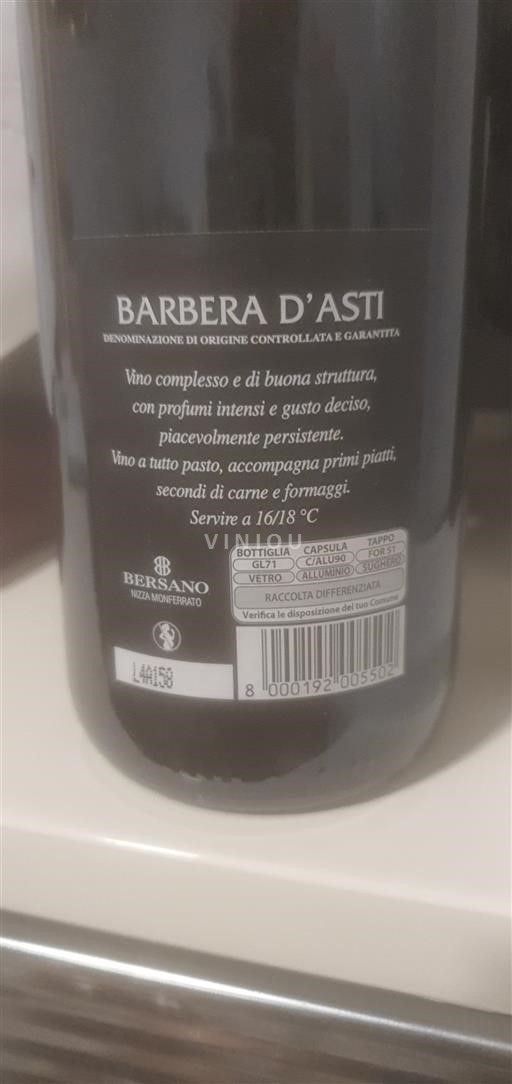 BARBERA D'ASTI
DENOMINAZIONE DI ORIGINE CONTROLLATA E GARANTITA
Vino complesso e di buona struttura,
con profumi intensi e gusto deciso,
piacevolmente persistente.
Vino a tutto pasto, accompagna primi piatti,
secondi di carne e formaggi.
Servire a 16/18 °C
VINIOU
BOTTIGLIA CAPSULA TAPPO
GL71 C/ALU90 FOR 51
VETRO ALLUMINIO SUGHERO
RACCOLTA DIFFERENZIATA
Verifica le disposizione del tuo Comune
BERSANO
NIZZA MONFERRATO
8 000192 005502